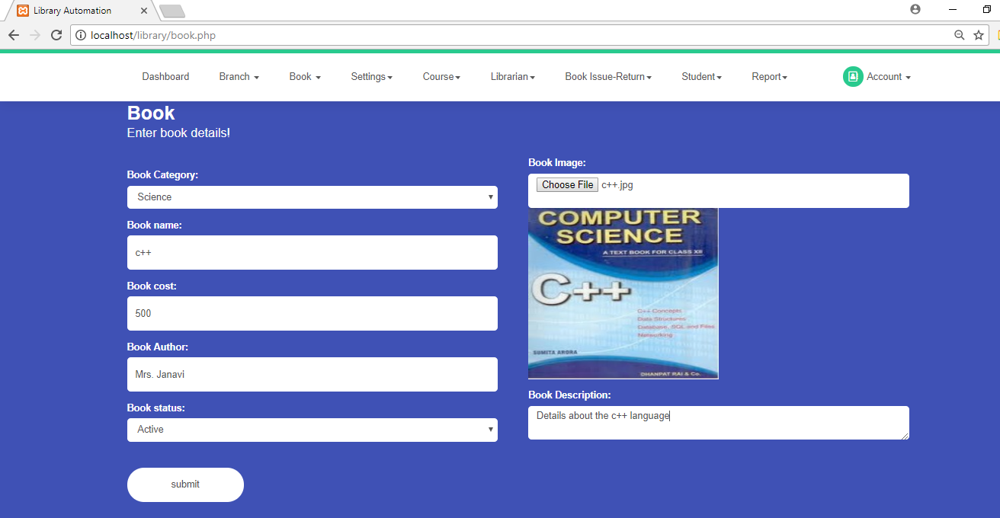 Library Automation
localhost/library/book.php
Dashboard Branch Book Settings Course Librarian Book Issue-Return Student Report Account
Book
Enter book details!
Book Category:
Science
Book name:
c++
Book cost:
500
Book Author:
Mrs. Janavi
Book status:
Active
submit
Book Image:
Choose File c++.jpg
COMPUTER
SCIENCE
A TEXT BOOK FOR CLASS XII
C++
C++ Concepts
Data Structures
Database, SQL and Files
Networking
SUMITA ARORA
DHANPAT RAI & Co.
Book Description:
Details about the c++ language